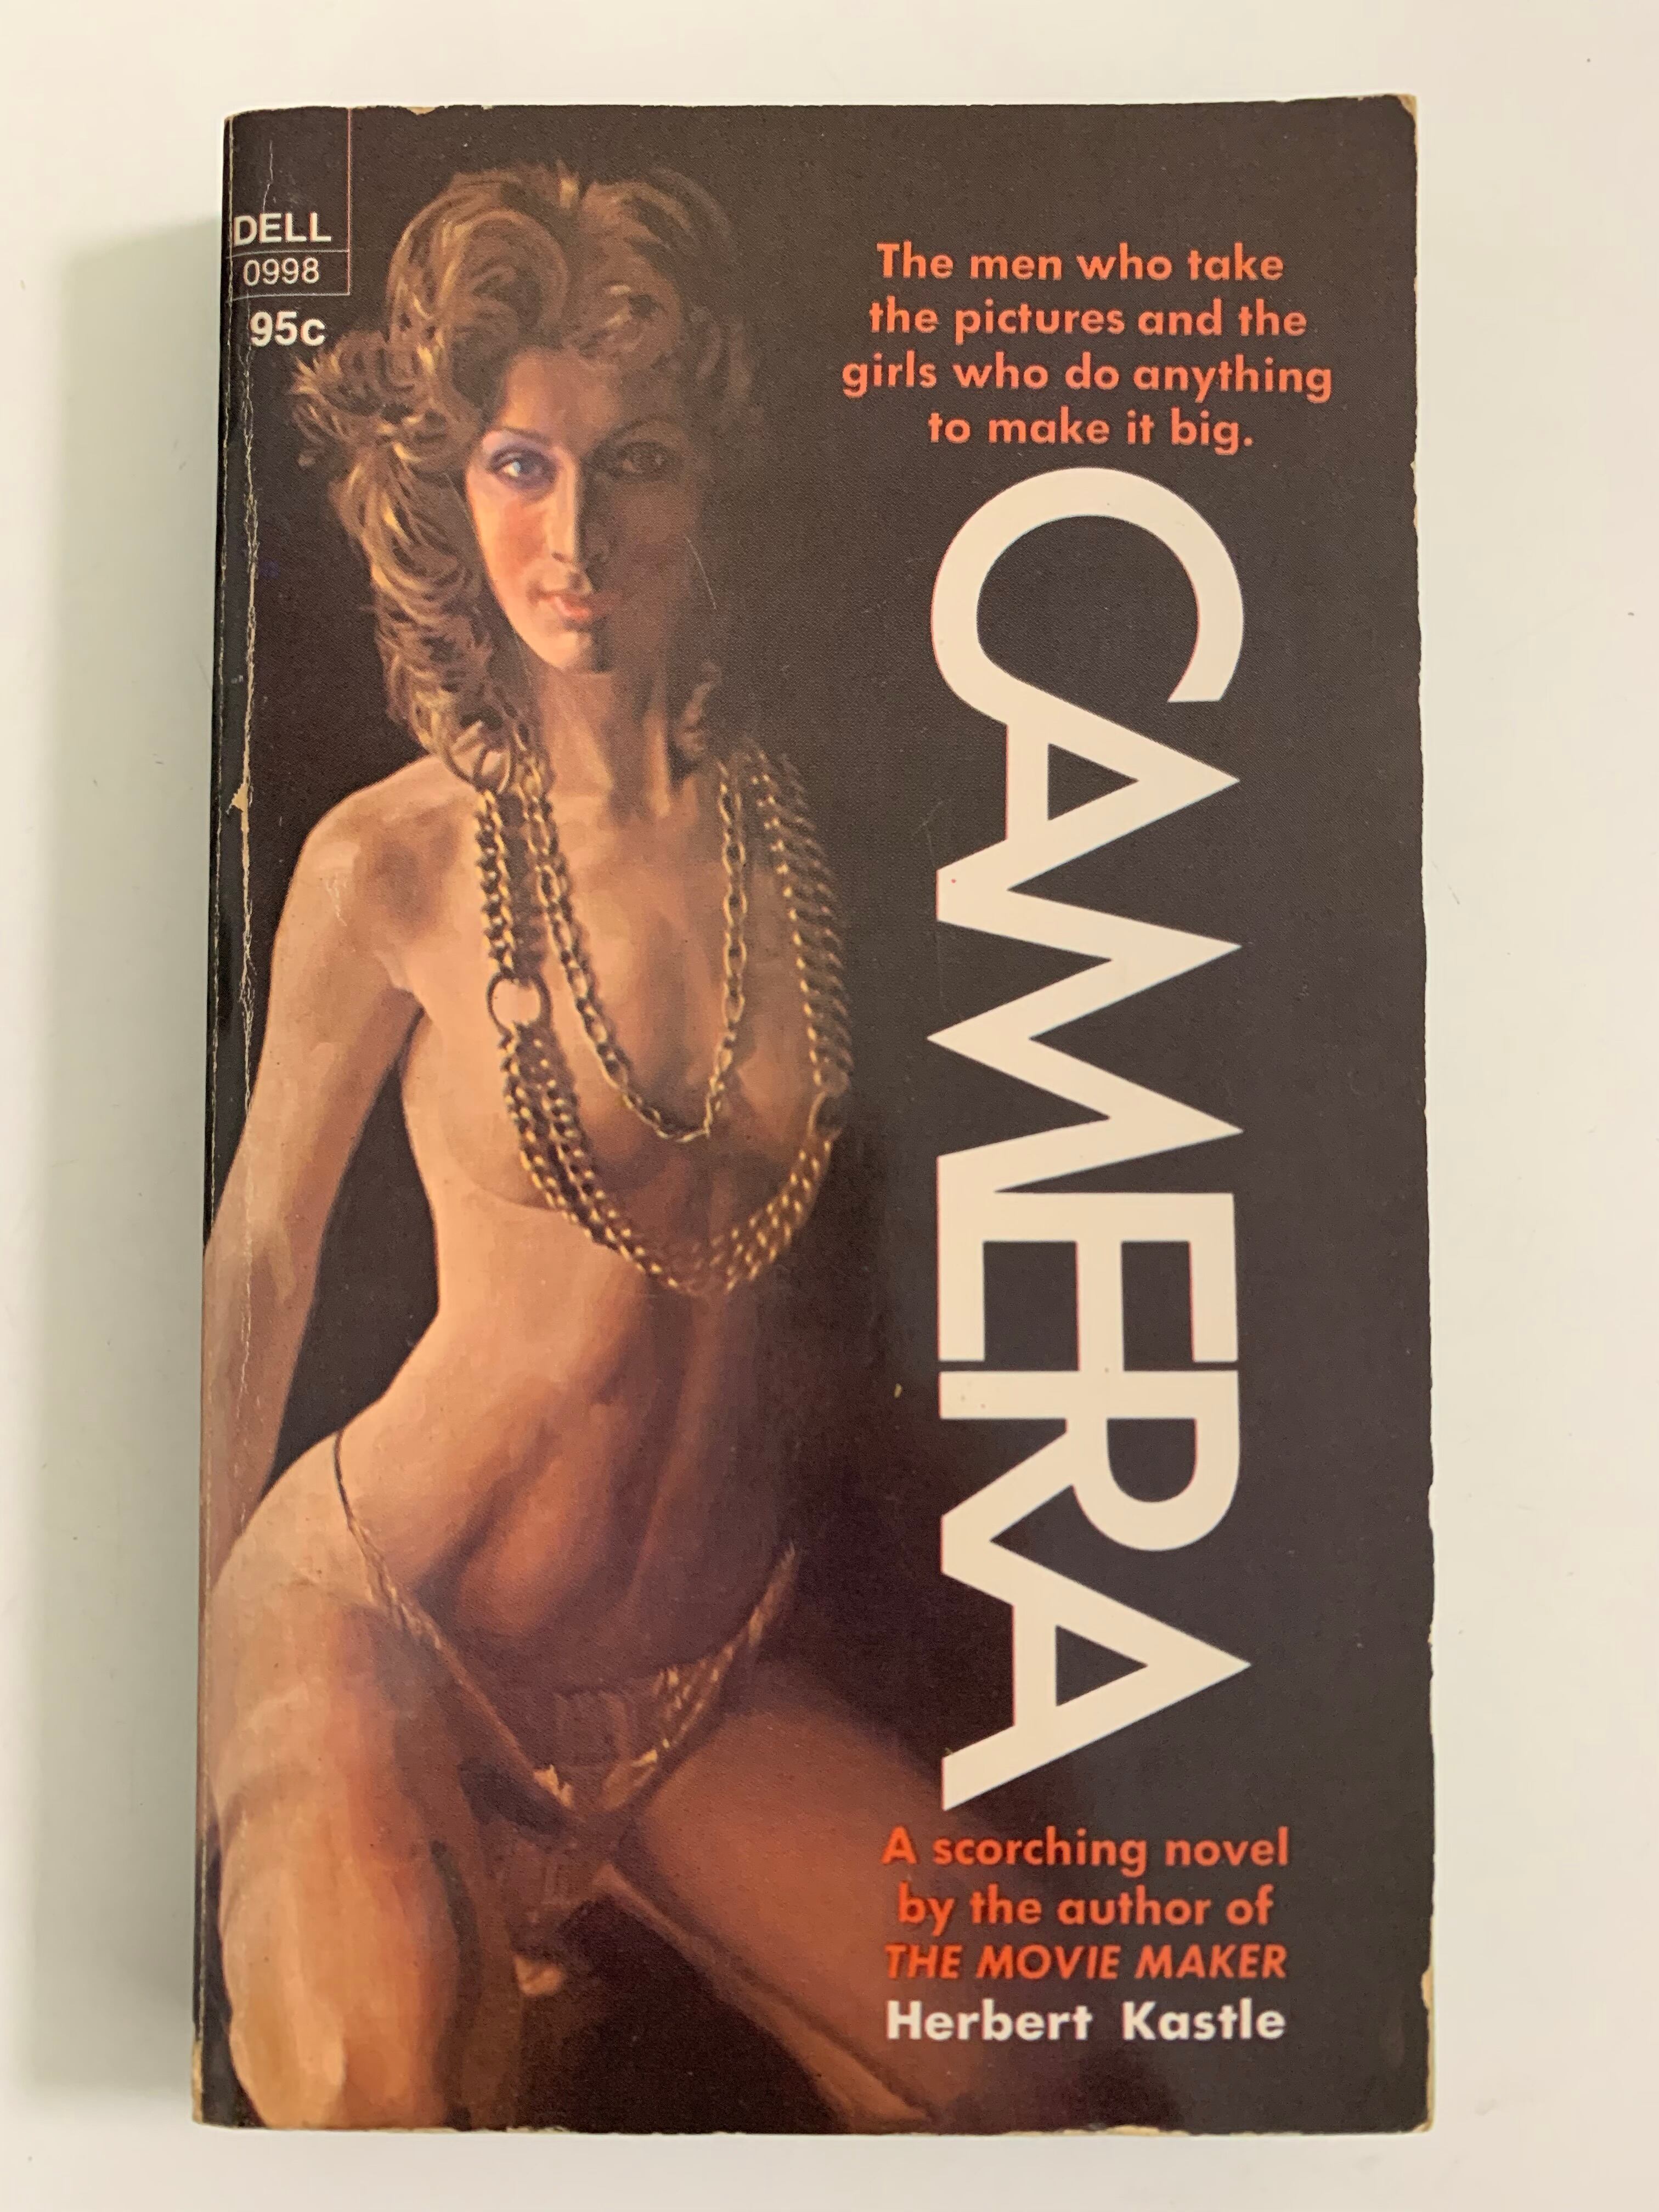 DELL
0998
95c
The men who take
the pictures and the
girls who do anything
to make it big.
CAMERA
A scorching novel
by the author of
THE MOVIE MAKER
Herbert Kastle